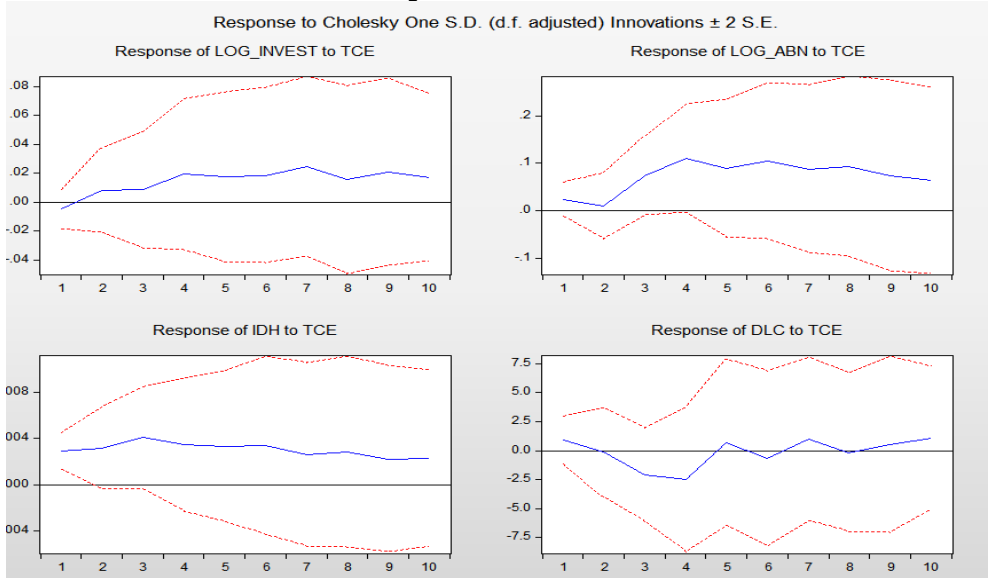 Response to Cholesky One S.D. (d.f. adjusted) Innovations ± 2 S.E.
Response of LOG_INVEST to TCE
.08
.06
.04
.02
.00
-.02
-.04
1 2 3 4 5 6 7 8 9 10
Response of LOG_ABN to TCE
.2
.1
.0
-.1
1 2 3 4 5 6 7 8 9 10
Response of IDH to TCE
008
004
000
004
1 2 3 4 5 6 7 8 9 10
Response of DLC to TCE
7.5
5.0
2.5
0.0
-2.5
-5.0
-7.5
1 2 3 4 5 6 7 8 9 10